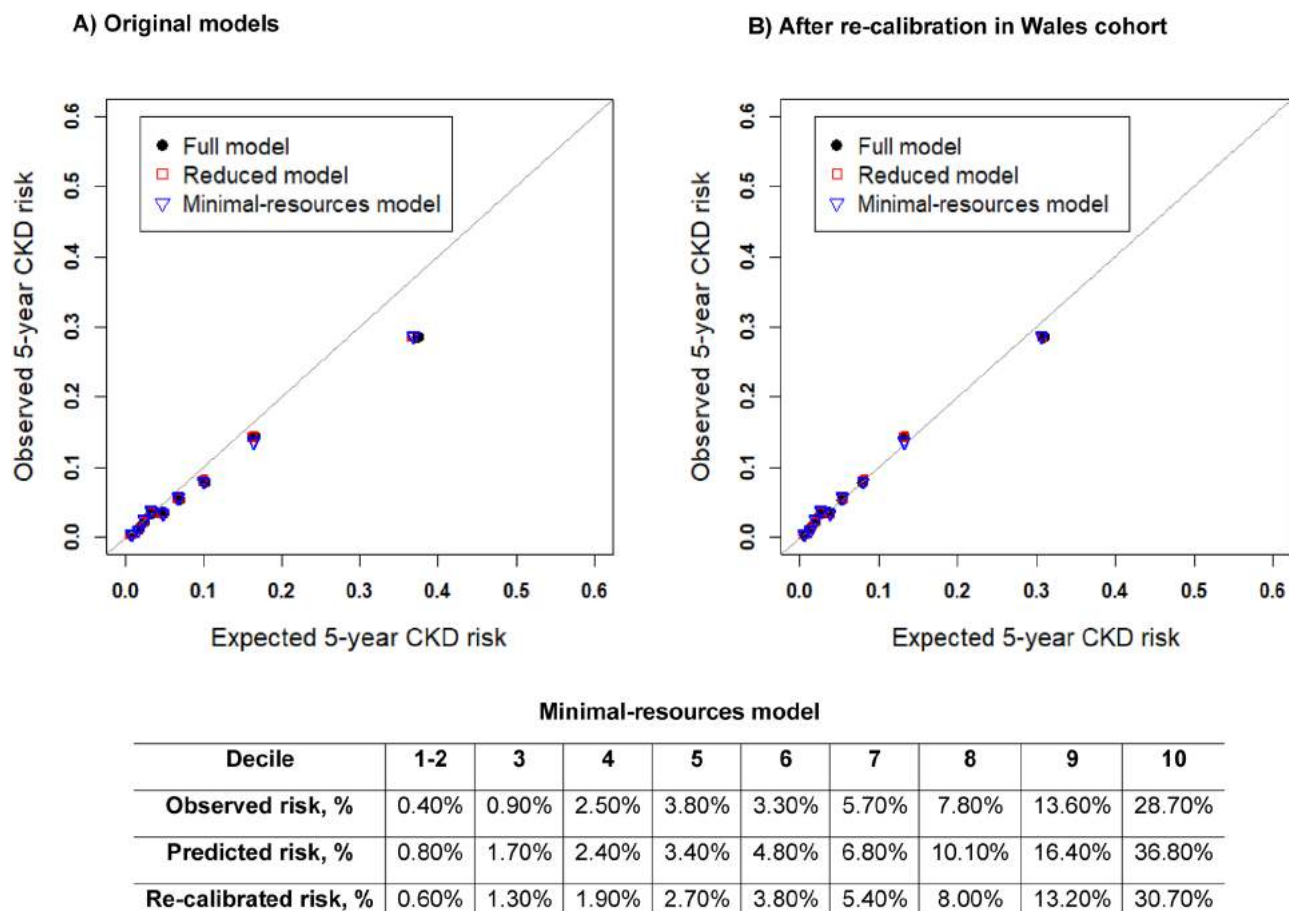 A) Original models
B) After re-calibration in Wales cohort
Observed 5-year CKD risk
0.6
0.5
0.4
0.3
0.2
0.1
0.0
Full model
Reduced model
Minimal-resources model
0.0 0.1 0.2 0.3 0.4 0.5 0.6
Expected 5-year CKD risk
Observed 5-year CKD risk
0.6
0.5
0.4
0.3
0.2
0.1
0.0
Full model
Reduced model
Minimal-resources model
0.0 0.1 0.2 0.3 0.4 0.5 0.6
Expected 5-year CKD risk
Minimal-resources model
Decile 1-2 3 4 5 6 7 8 9 10
Observed risk, % 0.40% 0.90% 2.50% 3.80% 3.30% 5.70% 7.80% 13.60% 28.70%
Predicted risk, % 0.80% 1.70% 2.40% 3.40% 4.80% 6.80% 10.10% 16.40% 36.80%
Re-calibrated risk, % 0.60% 1.30% 1.90% 2.70% 3.80% 5.40% 8.00% 13.20% 30.70%